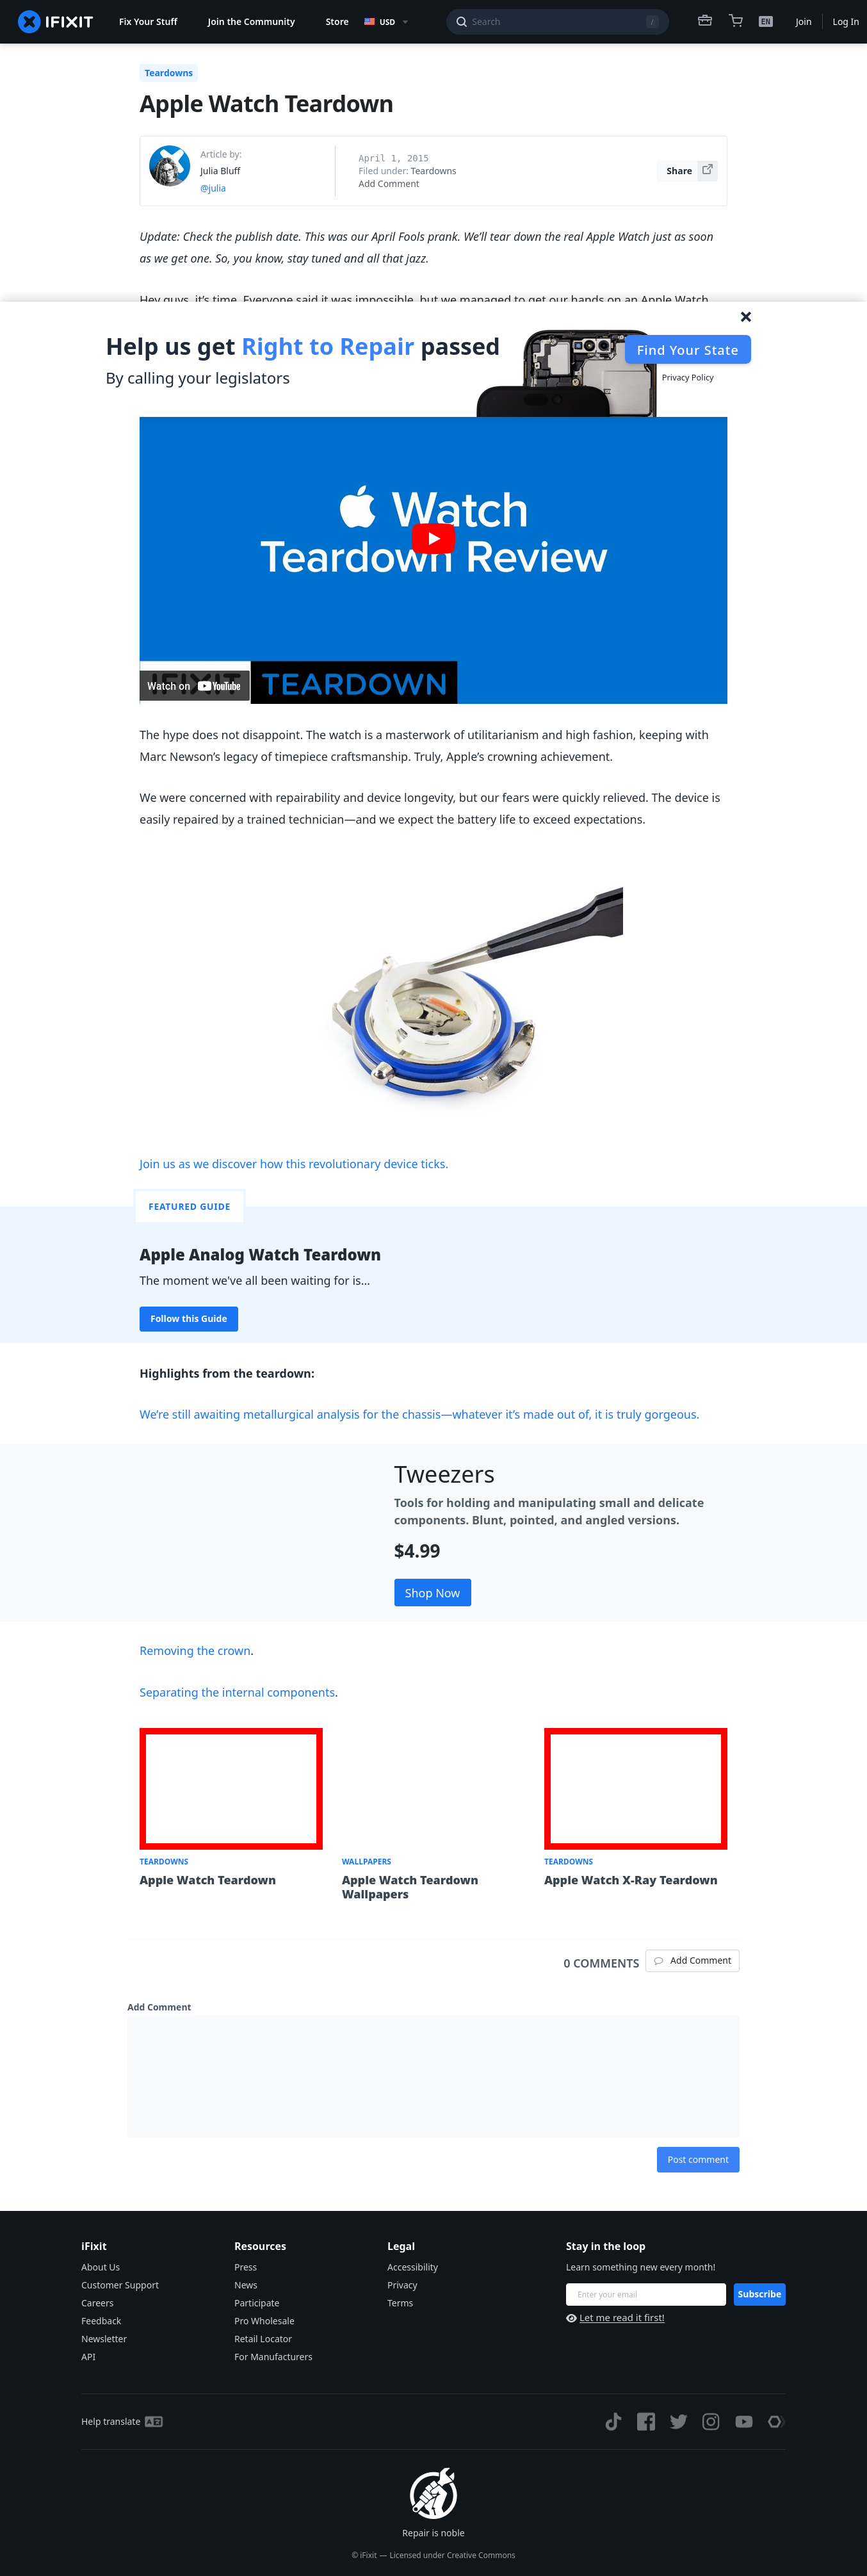 IFIXIT
Fix Your Stuff
Join the Community
Store
USD
Search
/
EN
Join
Log In
Teardowns
Apple Watch Teardown
Article by:
Julia Bluff
@julia
April 1, 2015
Filed under: Teardowns
Add Comment
Share
Update: Check the publish date. This was our April Fools prank. We’ll tear down the real Apple Watch just as soon
as we get one. So, you know, stay tuned and all that jazz.
Hey guys, it’s time. Everyone said it was impossible, but we managed to get our hands on an Apple Watch
Help us get Right to Repair passed
By calling your legislators
Find Your State
Privacy Policy
Watch
Teardown Review
IFIXIT TEARDOWN
Watch on YouTube
The hype does not disappoint. The watch is a masterwork of utilitarianism and high fashion, keeping with
Marc Newson’s legacy of timepiece craftsmanship. Truly, Apple’s crowning achievement.
We were concerned with repairability and device longevity, but our fears were quickly relieved. The device is
easily repaired by a trained technician—and we expect the battery life to exceed expectations.
Join us as we discover how this revolutionary device ticks.
FEATURED GUIDE
Apple Analog Watch Teardown
The moment we've all been waiting for is...
Follow this Guide
Highlights from the teardown:
We’re still awaiting metallurgical analysis for the chassis—whatever it’s made out of, it is truly gorgeous.
Tweezers
Tools for holding and manipulating small and delicate
components. Blunt, pointed, and angled versions.
$4.99
Shop Now
Removing the crown.
Separating the internal components.
TEARDOWNS
Apple Watch Teardown
WALLPAPERS
Apple Watch Teardown
Wallpapers
TEARDOWNS
Apple Watch X-Ray Teardown
0 COMMENTS
Add Comment
Add Comment
Post comment
iFixit
About Us
Customer Support
Careers
Feedback
Newsletter
API
Resources
Press
News
Participate
Pro Wholesale
Retail Locator
For Manufacturers
Legal
Accessibility
Privacy
Terms
Stay in the loop
Learn something new every month!
Enter your email
Subscribe
Let me read it first!
Help translate
Repair is noble
© iFixit — Licensed under Creative Commons